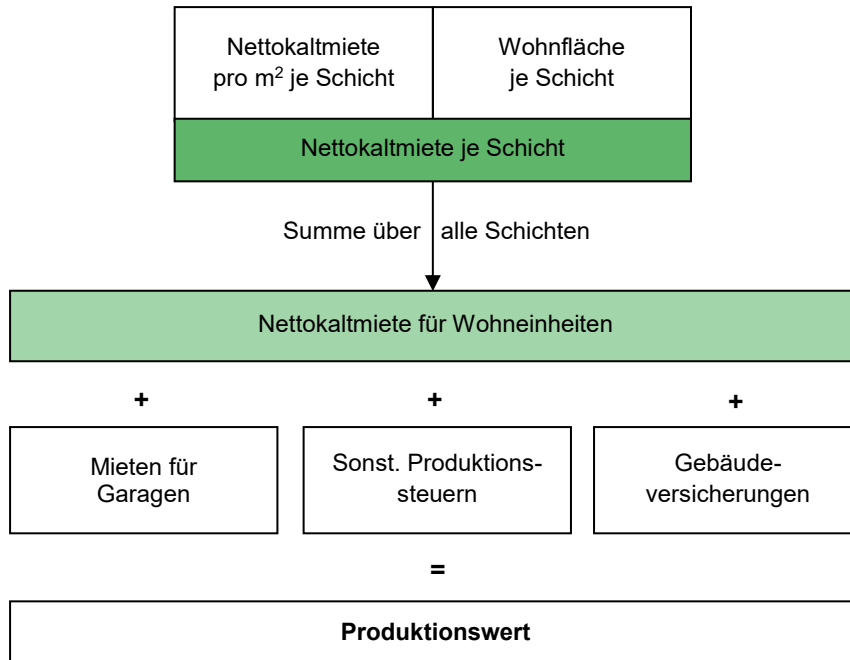 Nettokaltmiete
pro m² je Schicht
Wohnfläche
je Schicht
Nettokaltmiete je Schicht
Summe über alle Schichten
Nettokaltmiete für Wohneinheiten
+ + +
Mieten für
Garagen
Sonst. Produktions-
steuern
Gebäude-
versicherungen
=
Produktionswert